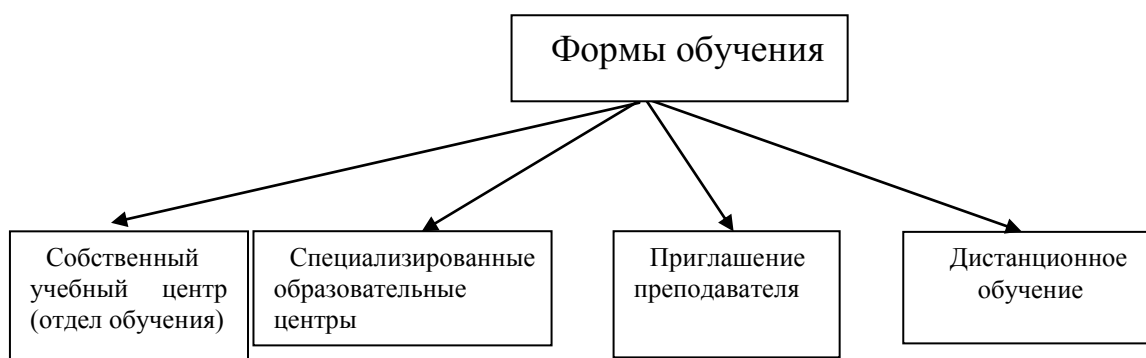 Формы обучения
Собственный
учебный центр
(отдел обучения)
Специализированные
образовательные
центры
Приглашение
преподавателя
Дистанционное
обучение